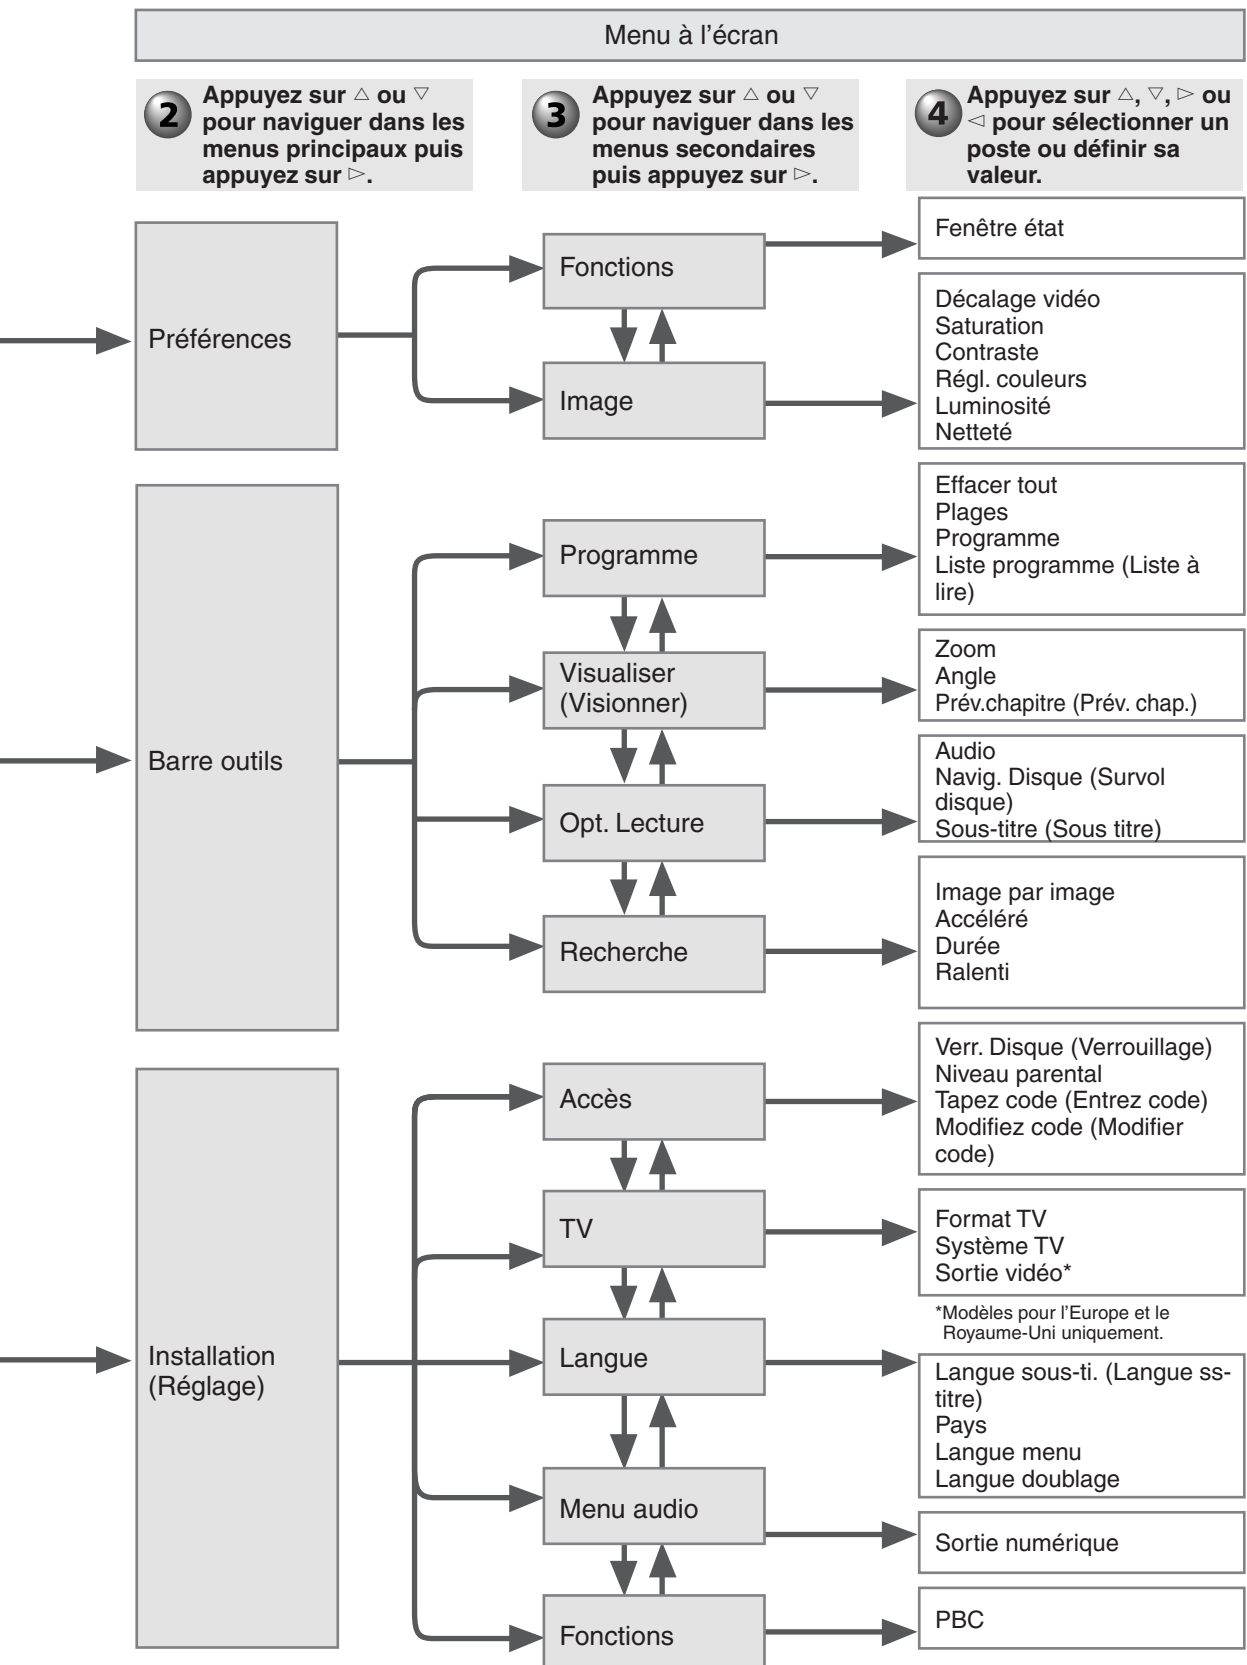 Menu à l'écran
2
Appuyez sur △ ou ▽
pour naviguer dans les
menus principaux puis
appuyez sur ▷.
3
Appuyez sur △ ou ▽
pour naviguer dans les
menus secondaires
puis appuyez sur ▷.
4
Appuyez sur △, ▽, ▷ ou
◁ pour sélectionner un
poste ou définir sa
valeur.
Préférences
Fonctions
Fenêtre état
Image
Décalage vidéo
Saturation
Contraste
Régl. couleurs
Luminosité
Netteté
Barre outils
Programme
Effacer tout
Plages
Programme
Liste programme (Liste à
lire)
Visualiser
(Visionner)
Zoom
Angle
Prév.chapitre (Prév. chap.)
Opt. Lecture
Audio
Navig. Disque (Survol
disque)
Sous-titre (Sous titre)
Recherche
Image par image
Accéléré
Durée
Ralenti
Installation
(Réglage)
Accès
Verr. Disque (Verrouillage)
Niveau parental
Tapez code (Entrez code)
Modifiez code (Modifier
code)
TV
Format TV
Système TV
Sortie vidéo*
*Modèles pour l'Europe et le
Royaume-Uni uniquement.
Langue
Langue sous-ti. (Langue ss-
titre)
Pays
Langue menu
Langue doublage
Menu audio
Sortie numérique
Fonctions
PBC